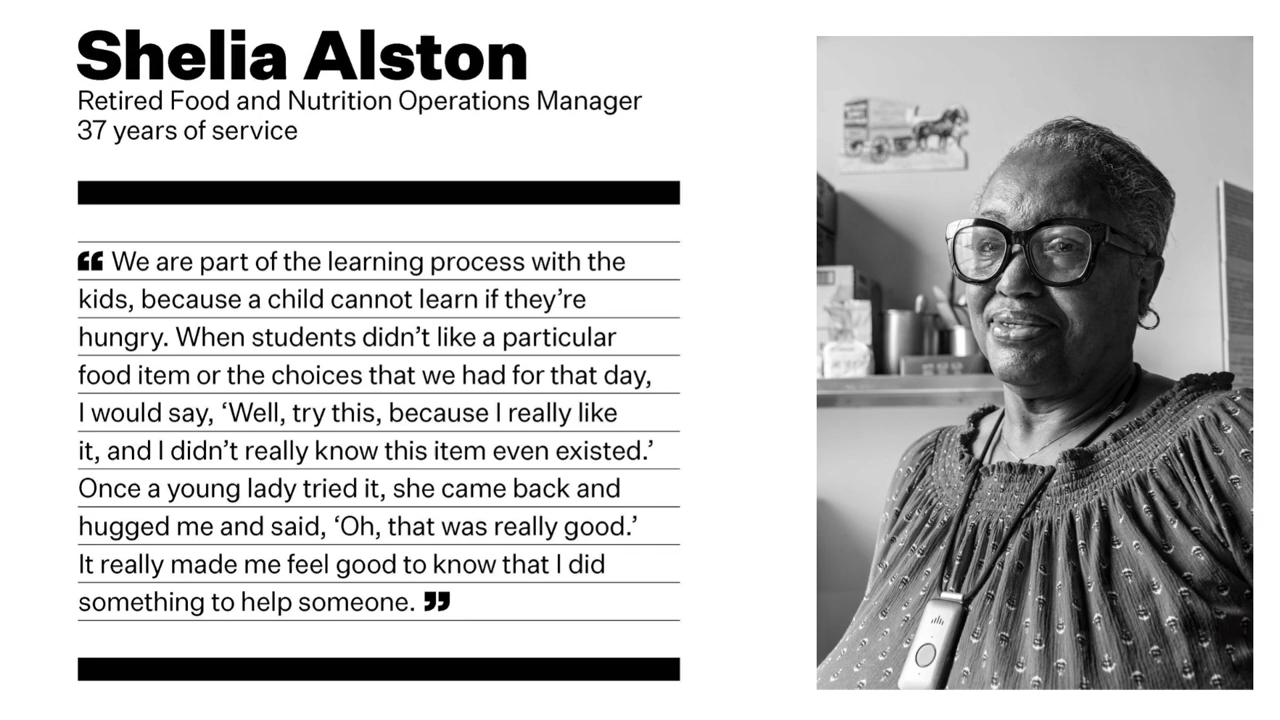 Shelia Alston
Retired Food and Nutrition Operations Manager
37 years of service
“ We are part of the learning process with the
kids, because a child cannot learn if they’re
hungry. When students didn’t like a particular
food item or the choices that we had for that day,
I would say, ‘Well, try this, because I really like
it, and I didn’t really know this item even existed.’
Once a young lady tried it, she came back and
hugged me and said, ‘Oh, that was really good.’
It really made me feel good to know that I did
something to help someone. ”